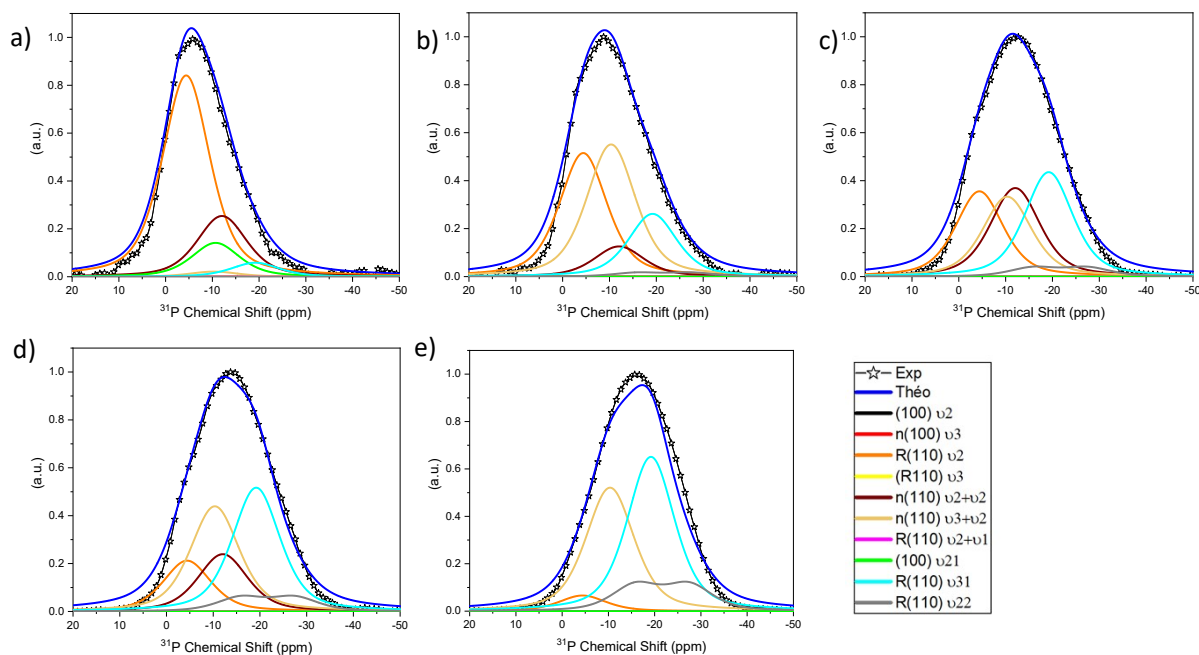 a)
1.0
0.8
0.6
0.4
0.2
0.0
(a.u.)
20 10 0 -10 -20 -30 -40 -50
³¹P Chemical Shift (ppm)
b)
1.0
0.8
0.6
0.4
0.2
0.0
(a.u.)
20 10 0 -10 -20 -30 -40 -50
³¹P Chemical Shift (ppm)
c)
1.0
0.8
0.6
0.4
0.2
0.0
(a.u.)
20 10 0 -10 -20 -30 -40 -50
³¹P Chemical Shift (ppm)
d)
1.0
0.8
0.6
0.4
0.2
0.0
(a.u.)
20 10 0 -10 -20 -30 -40 -50
³¹P Chemical Shift (ppm)
e)
1.0
0.8
0.6
0.4
0.2
0.0
(a.u.)
20 10 0 -10 -20 -30 -40 -50
³¹P Chemical Shift (ppm)
Exp
Théo
(100) υ2
n(100) υ3
R(110) υ2
(R110) υ3
n(110) υ2+υ2
n(110) υ3+υ2
R(110) υ2+υ1
(100) υ21
R(110) υ31
R(110) υ22